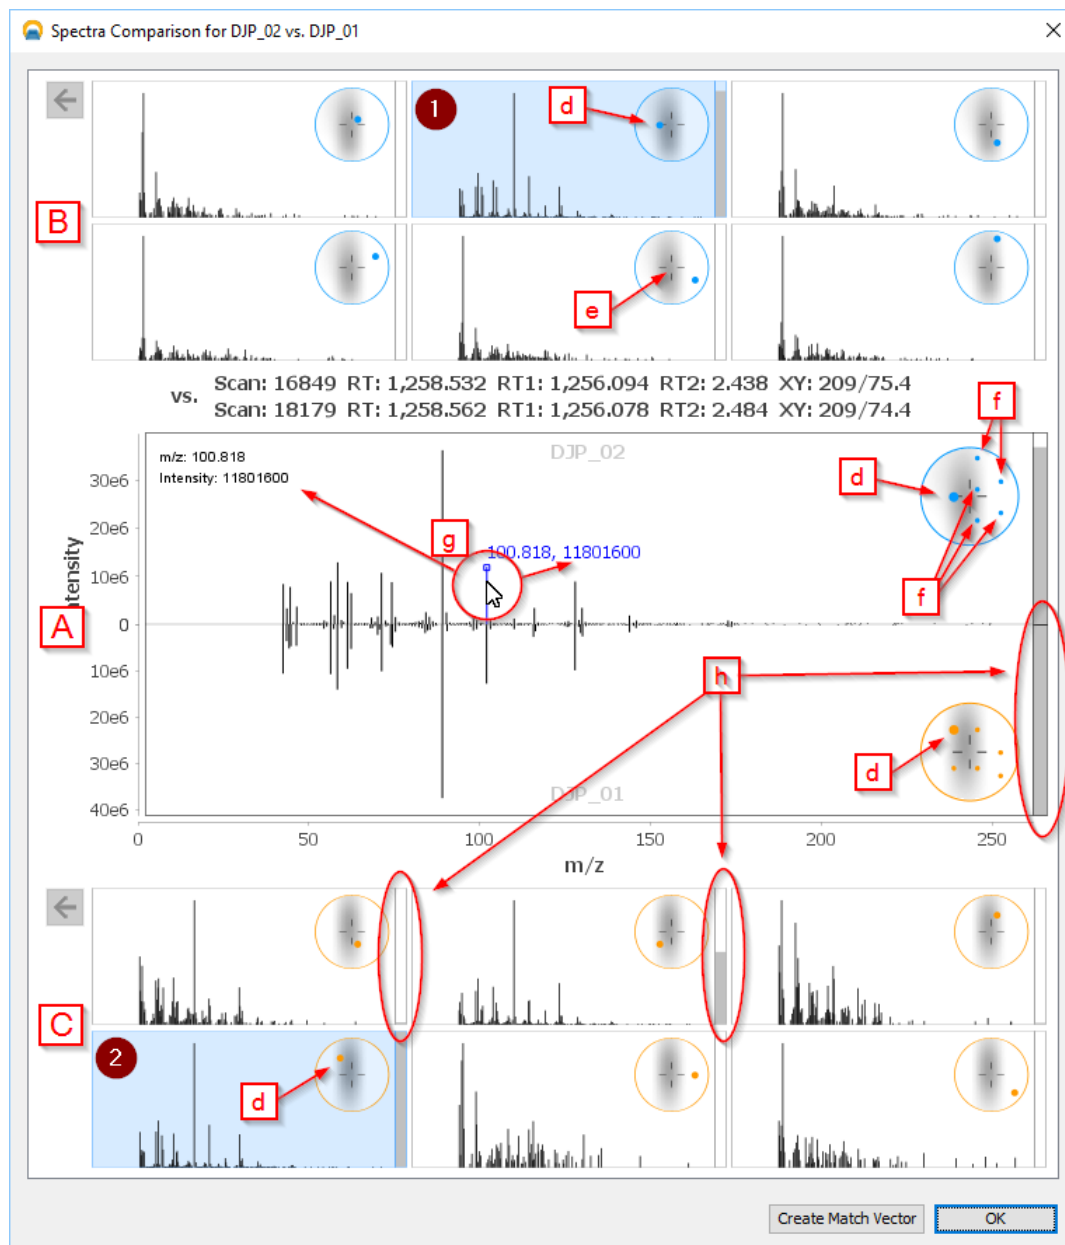 Spectra Comparison for DJP_02 vs. DJP_01
1
d
B
e
vs.
Scan: 16849 RT: 1,258.532 RT1: 1,256.094 RT2: 2.438 XY: 209/75.4
Scan: 18179 RT: 1,258.562 RT1: 1,256.078 RT2: 2.484 XY: 209/74.4
f
m/z: 100.818
Intensity: 11801600
DJP_02
d
30e6
20e6
g
100.818, 11801600
10e6
f
Intensity
A
0
10e6
h
20e6
30e6
d
DJP_01
40e6
0 50 100 150 200 250
m/z
C
2
d
Create Match Vector
OK